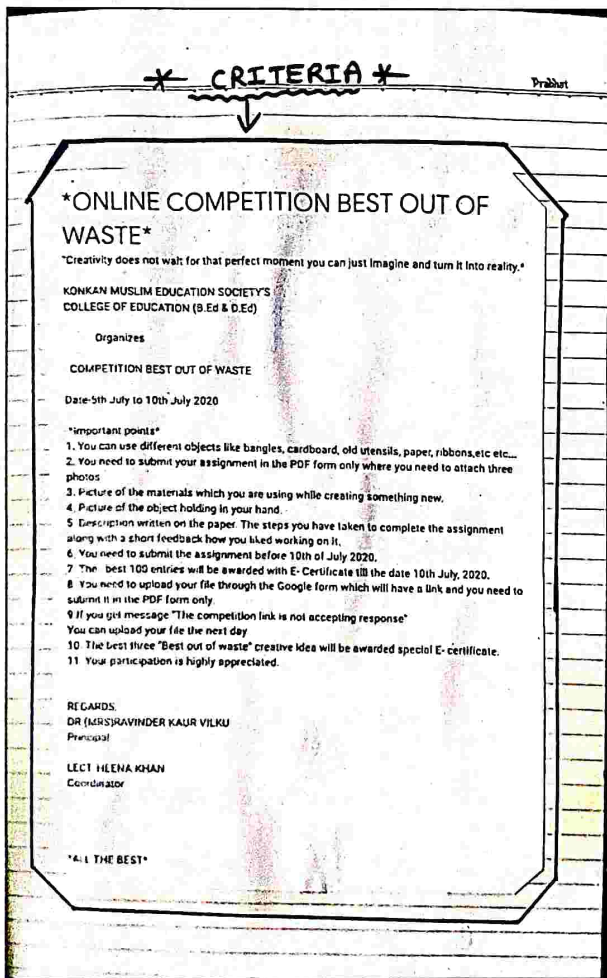 * CRITERIA *
Prabhat
*ONLINE COMPETITION BEST OUT OF
WASTE*
"Creativity does not wait for that perfect moment you can just Imagine and turn it Into reality."
KONKAN MUSLIM EDUCATION SOCIETY'S
COLLEGE OF EDUCATION (B.Ed & D.Ed)
Organizes
COMPETITION BEST OUT OF WASTE
Date-5th July to 10th July 2020
*important points*
1. You can use different objects like bangles, cardboard, old utensils, paper, ribbons,etc etc...
2. You need to submit your assignment in the PDF form only where you need to attach three
photos
3. Picture of the materials which you are using while creating something new.
4. Picture of the object holding in your hand.
5 Description written on the paper. The steps you have taken to complete the assignment
along with a short feedback how you liked working on it.
6. You need to submit the assignment before 10th of July 2020.
7 The best 100 entries will be awarded with E- Certificate till the date 10th July, 2020.
8 You need to upload your file through the Google form which will have a link and you need to
submit it in the PDF form only.
9 If you get message "The competition link is not accepting response"
You can upload your file the next day
10. The best three "Best out of waste" creative idea will be awarded special E- certificate.
11. Your participation is highly appreciated.
REGARDS,
DR (MRS)RAVINDER KAUR VILKU
Principal
LECT HEENA KHAN
Coordinator
*ALL THE BEST*